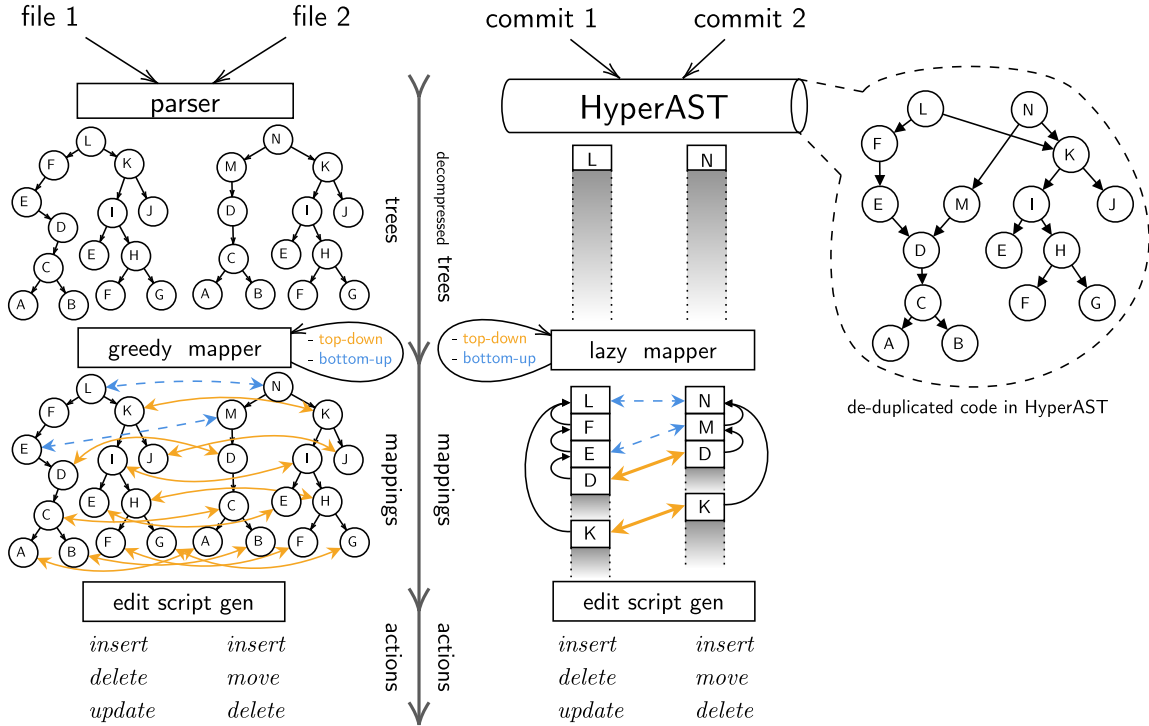 file 1
file 2
commit 1
commit 2
parser
HyperAST
L
F
K
E
I
J
D
E
H
C
F
G
A
B
N
M
K
D
I
J
C
E
H
A
B
F
G
trees
decompressed trees
L
N
L
N
F
K
E
M
I
J
D
E
H
C
F
G
A
B
de-duplicated code in HyperAST
greedy mapper
- top-down
- bottom-up
- top-down
- bottom-up
lazy mapper
L
F
K
E
I
J
D
E
H
C
F
G
A
B
N
M
K
D
I
J
C
E
H
A
B
F
G
mappings
mappings
L
F
E
D
K
N
M
D
K
edit script gen
edit script gen
insert insert
delete move
update delete
actions
actions
insert insert
delete move
update delete